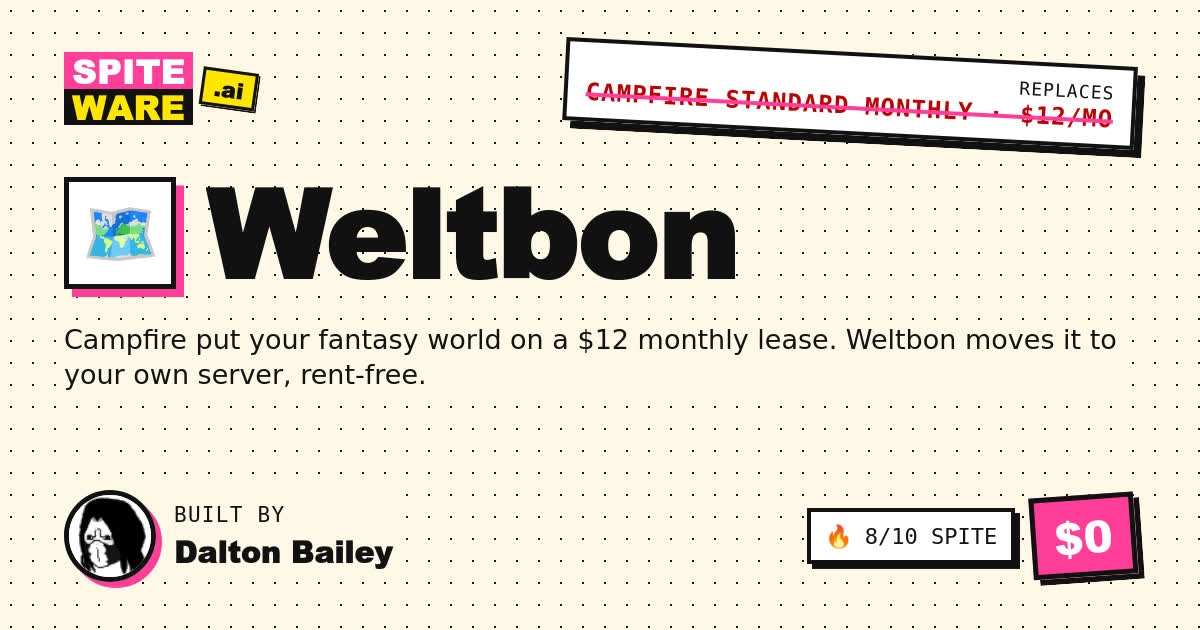 SPITE
WARE
.ai
REPLACES
CAMPFIRE STANDARD MONTHLY · $12/MO
Weltbon
Campfire put your fantasy world on a $12 monthly lease. Weltbon moves it to
your own server, rent-free.
BUILT BY
Dalton Bailey
8/10 SPITE
$0